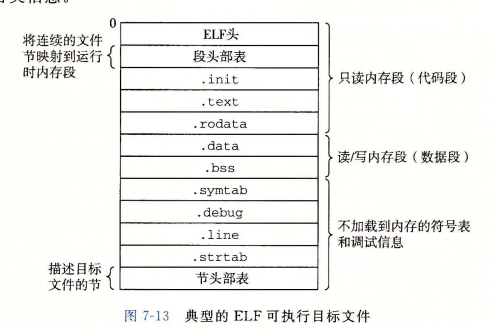 0
ELF头
将连续的文件
节映射到运行
时内存段
段头部表
.init
.text
.rodata
只读内存段（代码段）
.data
.bss
读/写内存段（数据段）
.symtab
.debug
.line
.strtab
不加载到内存的符号表
和调试信息
描述目标
文件的节
节头部表
图 7-13 典型的 ELF 可执行目标文件